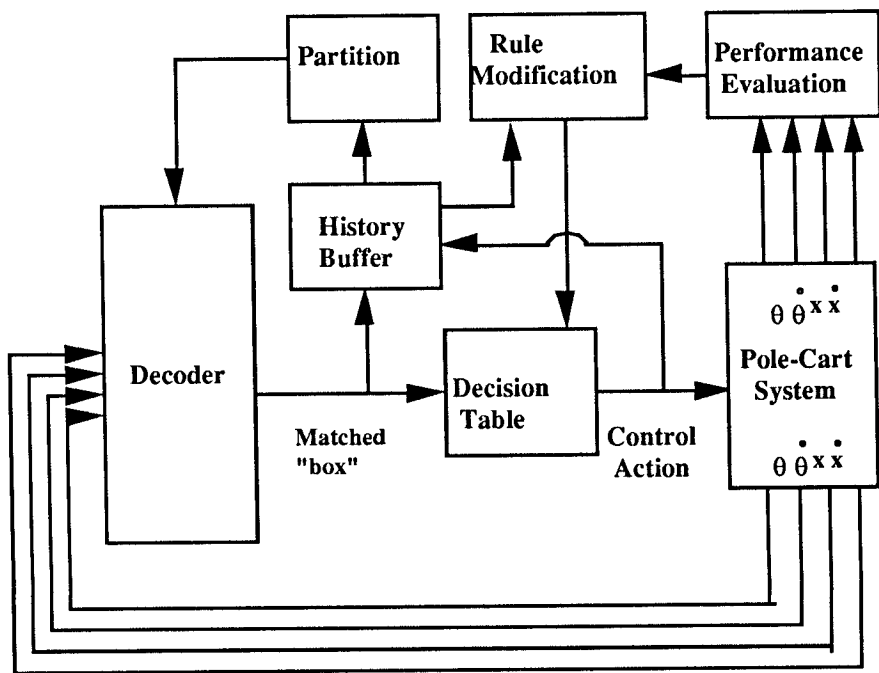 Partition
Rule
Modification
Performance
Evaluation
History
Buffer
θ θ̇ x ẋ
Pole-Cart
System
Decoder
Decision
Table
Matched
"box"
Control
Action
θ θ̇ x ẋ